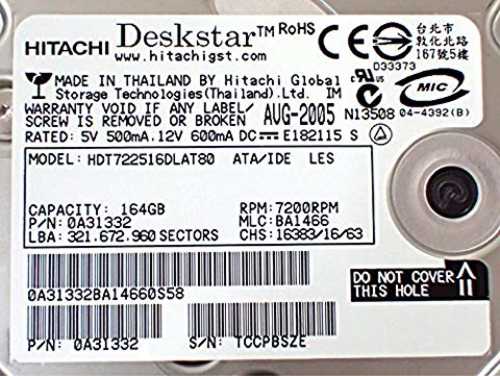 HITACHI Deskstar™ RoHS
www.hitachigst.com
台北市
敦化北路
167號5樓
D33373
MADE IN THAILAND BY Hitachi Global
Storage Technologies(Thailand).Ltd. IM
WARRANTY VOID IF ANY LABEL/
SCREW IS REMOVED OR BROKEN
AUG-2005
N13508
MIC
04-4392(B)
RATED: 5V 500mA.12V 600mA DC E182115 S
MODEL: HDT722516DLAT80 ATA/IDE LES
CAPACITY: 164GB RPM: 7200RPM
P/N: 0A31332 MLC: BA1466
LBA: 321.672.960 SECTORS CHS: 16383/16/63
DO NOT COVER
THIS HOLE
0A31332BA14660S58
P/N: 0A31332 S/N: TCCPBSZE